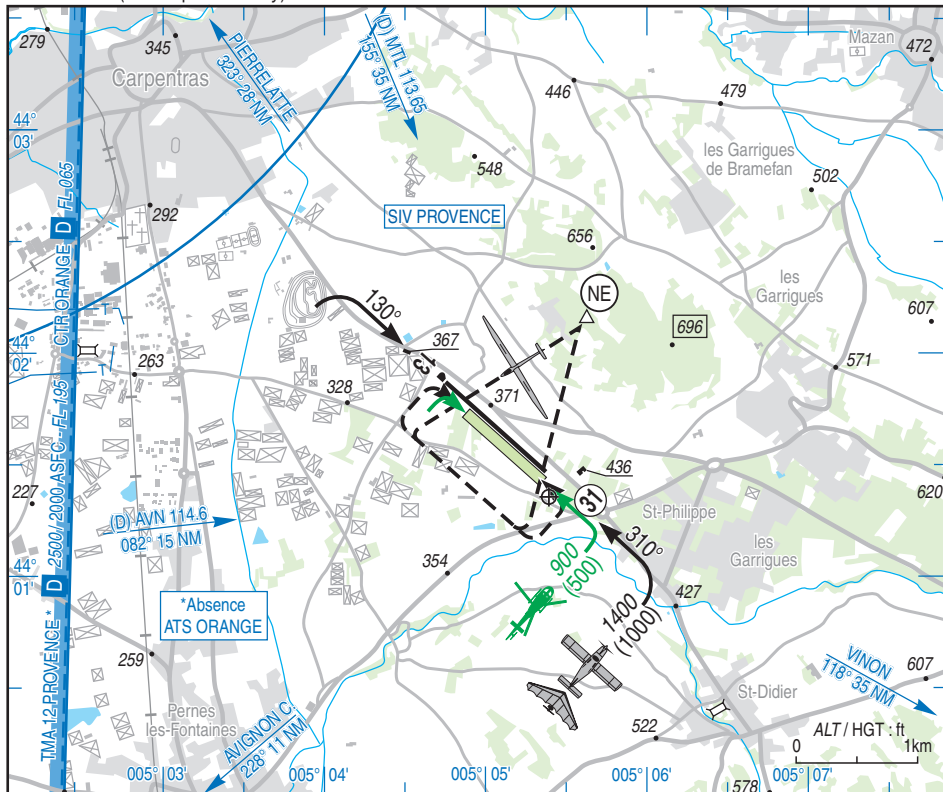 279
345
Carpentras
PIERRELATTE
323° 28 NM
(D) MTL 113.65
155° 35 NM
Mazan
472
446
479
44°
03'
548
les Garrigues
de Bramefan
502
292
SIV PROVENCE
656
NE
les
Garrigues
696
607
130°
367
44°
02'
263
328
371
571
13
436
31
620
227
(D) AVN 114.6
082° 15 NM
St-Philippe
310°
les
Garrigues
354
900
(500)
44°
01'
427
1400
(1000)
*Absence
ATS ORANGE
259
VINON
118° 35 NM
607
Pernes
les-Fontaines
AVIGNON C.
228° 11 NM
St-Didier
522
ALT / HGT : ft
0
1km
005° 03'
005° 04'
005° 05'
005° 06'
005° 07'
578
CTR ORANGE D FL 065
TMA 12 PROVENCE * D 2500 / 2000 ASFC - FL 195